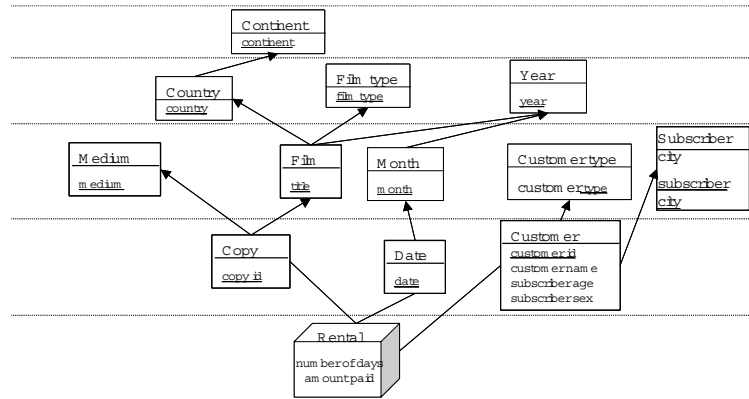 Continent
continent
Country
country
Film type
film type
Year
year
Medium
medium
Film
title
Month
month
Customertype
customertype
Subscriber
city
subscriber
city
Copy
copy id
Date
date
Customer
customerid
customername
subscriberage
subscribersex
Rental
numberofdays
amountpaid